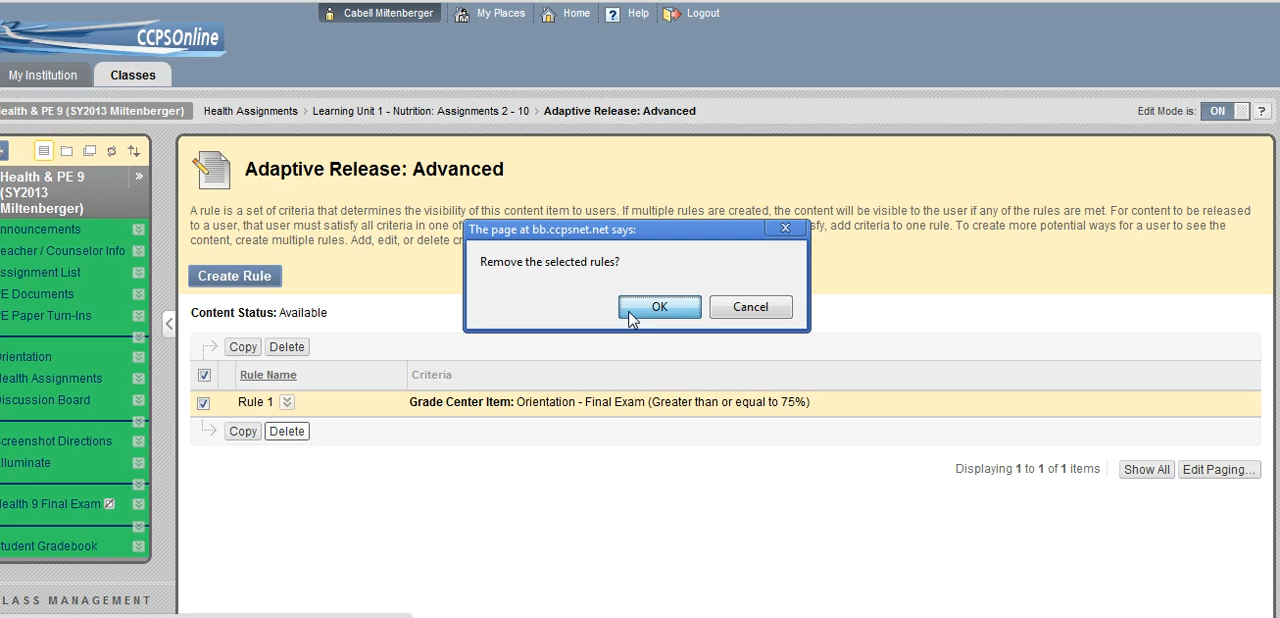 Cabell Miltenberger My Places Home Help Logout
CCPSOnline
My Institution Classes
ealth & PE 9 (SY2013 Miltenberger) Health Assignments > Learning Unit 1 - Nutrition: Assignments 2 - 10 > Adaptive Release: Advanced Edit Mode is: ON ?
Health & PE 9
(SY2013
Miltenberger)
nnouncements
eacher / Counselor Info
ssignment List
E Documents
E Paper Turn-Ins
rientation
ealth Assignments
iscussion Board
creenshot Directions
lluminate
ealth 9 Final Exam
tudent Gradebook
LASS MANAGEMENT
Adaptive Release: Advanced
A rule is a set of criteria that determines the visibility of this content item to users. If multiple rules are created, the content will be visible to the user if any of the rules are met. For content to be released
to a user, that user must satisfy all criteria in one of sfy, add criteria to one rule. To create more potential ways for a user to see the
content, create multiple rules. Add, edit, or delete cr
Create Rule
The page at bb.ccpsnet.net says:
Remove the selected rules?
OK Cancel
Content Status: Available
Copy Delete
Rule Name Criteria
Rule 1 Grade Center Item: Orientation - Final Exam (Greater than or equal to 75%)
Copy Delete
Displaying 1 to 1 of 1 items Show All Edit Paging...